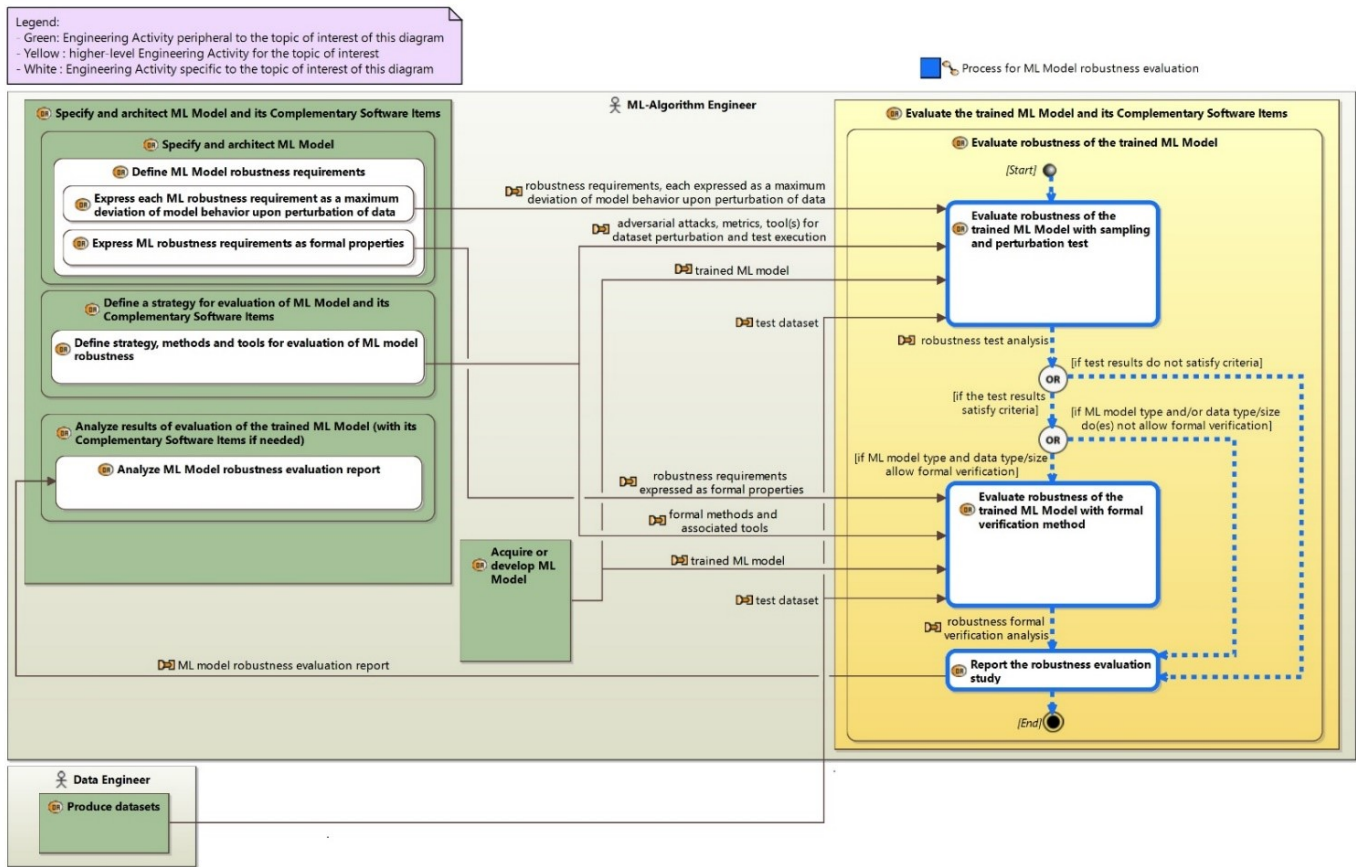 Legend:
- Green: Engineering Activity peripheral to the topic of interest of this diagram
- Yellow : higher-level Engineering Activity for the topic of interest
- White : Engineering Activity specific to the topic of interest of this diagram
Process for ML Model robustness evaluation
ML-Algorithm Engineer
Specify and architect ML Model and its Complementary Software Items
Specify and architect ML Model
Define ML Model robustness requirements
Express each ML robustness requirement as a maximum
deviation of model behavior upon perturbation of data
Express ML robustness requirements as formal properties
Define a strategy for evaluation of ML Model and its
Complementary Software Items
Define strategy, methods and tools for evaluation of ML model
robustness
Analyze results of evaluation of the trained ML Model (with its
Complementary Software Items if needed)
Analyze ML Model robustness evaluation report
Acquire or
develop ML
Model
robustness requirements, each expressed as a maximum
deviation of model behavior upon perturbation of data
adversarial attacks, metrics, tool(s) for
dataset perturbation and test execution
trained ML model
test dataset
robustness requirements
expressed as formal properties
formal methods and
associated tools
trained ML model
test dataset
ML model robustness evaluation report
Evaluate the trained ML Model and its Complementary Software Items
Evaluate robustness of the trained ML Model
[Start]
Evaluate robustness of the
trained ML Model with sampling
and perturbation test
robustness test analysis
OR
[if test results do not satisfy criteria]
[if the test results
satisfy criteria]
OR
[if ML model type and/or data type/size
do(es) not allow formal verification]
[if ML model type and data type/size
allow formal verification]
Evaluate robustness of the
trained ML Model with formal
verification method
robustness formal
verification analysis
Report the robustness evaluation
study
[End]
Data Engineer
Produce datasets